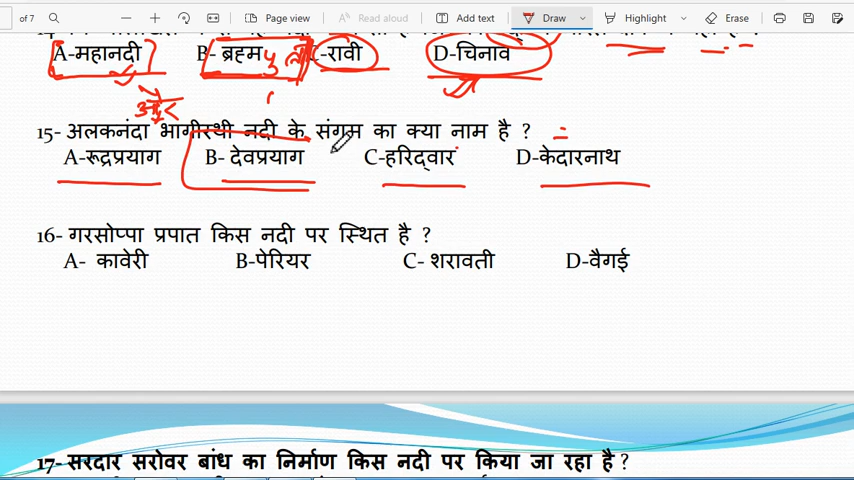 of 7 Page view Read aloud Add text Draw Highlight Erase
A-महानदी B- ब्रह्म C-रावी D-चिनाव
15- अलकनंदा भागीरथी नदी के संगम का क्या नाम है ?
A-रूद्रप्रयाग B- देवप्रयाग C-हरिद्वार D-केदारनाथ
16- गरसोप्पा प्रपात किस नदी पर स्थित है ?
A- कावेरी B-पेरियर C- शरावती D-वैगई
17- सरदार सरोवर बांध का निर्माण किस नदी पर किया जा रहा है ?